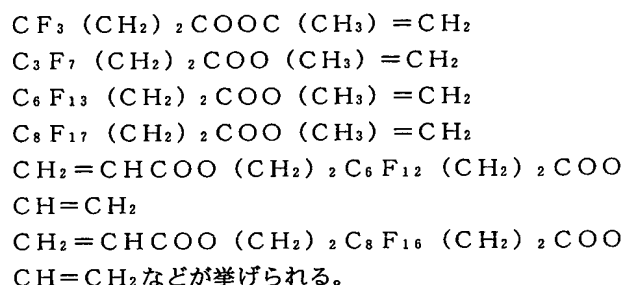 CF₃(CH₂)₂COOC(CH₃)=CH₂
C₃F₇(CH₂)₂COO(CH₃)=CH₂
C₆F₁₃(CH₂)₂COO(CH₃)=CH₂
C₈F₁₇(CH₂)₂COO(CH₃)=CH₂
CH₂=CHCOO(CH₂)₂C₆F₁₂(CH₂)₂COO
CH=CH₂
CH₂=CHCOO(CH₂)₂C₈F₁₆(CH₂)₂COO
CH=CH₂などが挙げられる。